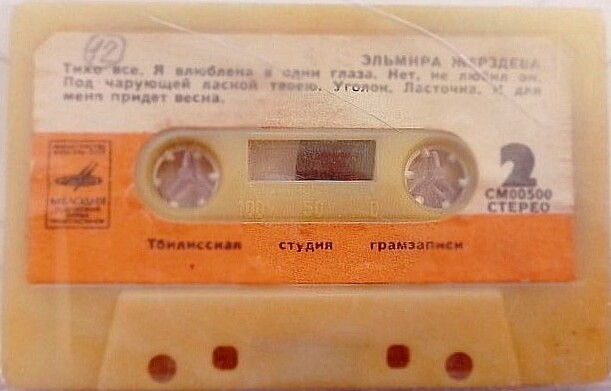 42
ЭЛЬМИРА ЖЕРЗДЕВА
Тихо все. Я влюблена в одни глаза. Нет, не любил он.
Под чарующей лаской твоею. Уголок. Ласточка. И для
меня придет весна.
МЕЛОДИЯ
100 50 0
2
СМ00500
СТЕРЕО
Тбилисская студия грамзаписи